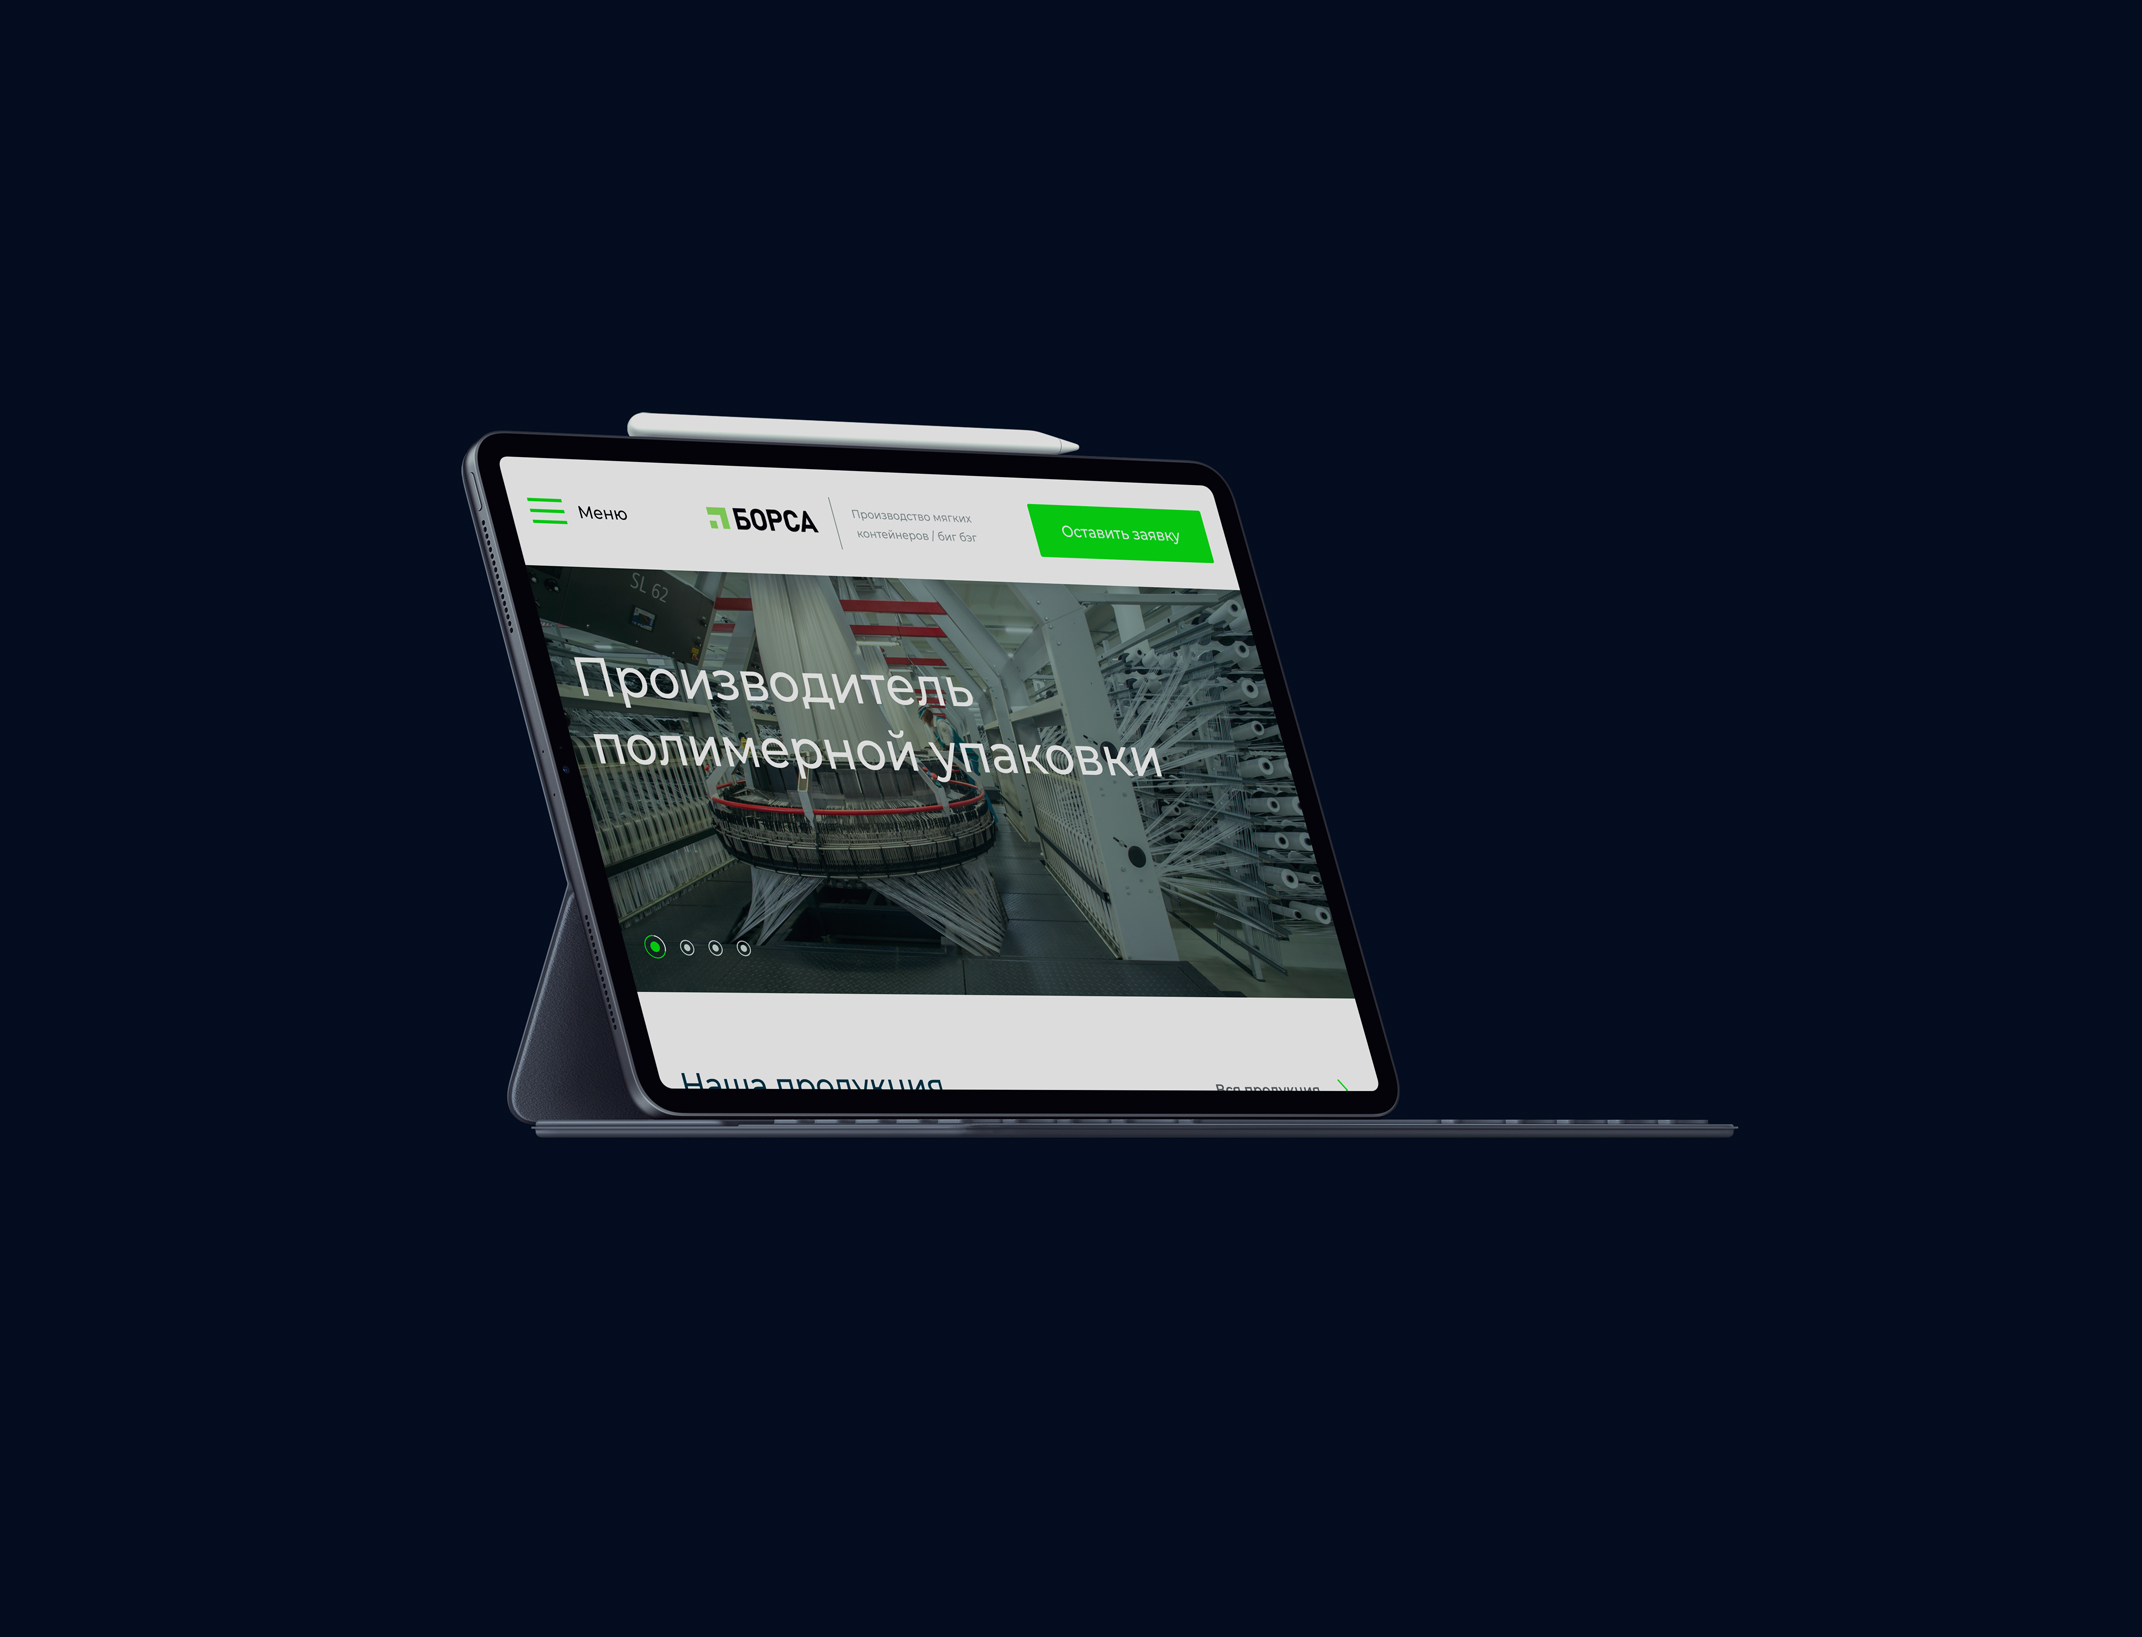 Меню
БОРСА
Производство мягких
контейнеров / биг бэг
Оставить заявку
SL 62
Производитель
полимерной упаковки
Наша продукция
Вся продукция